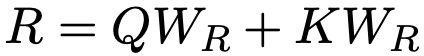 R = QW_R + KW_R